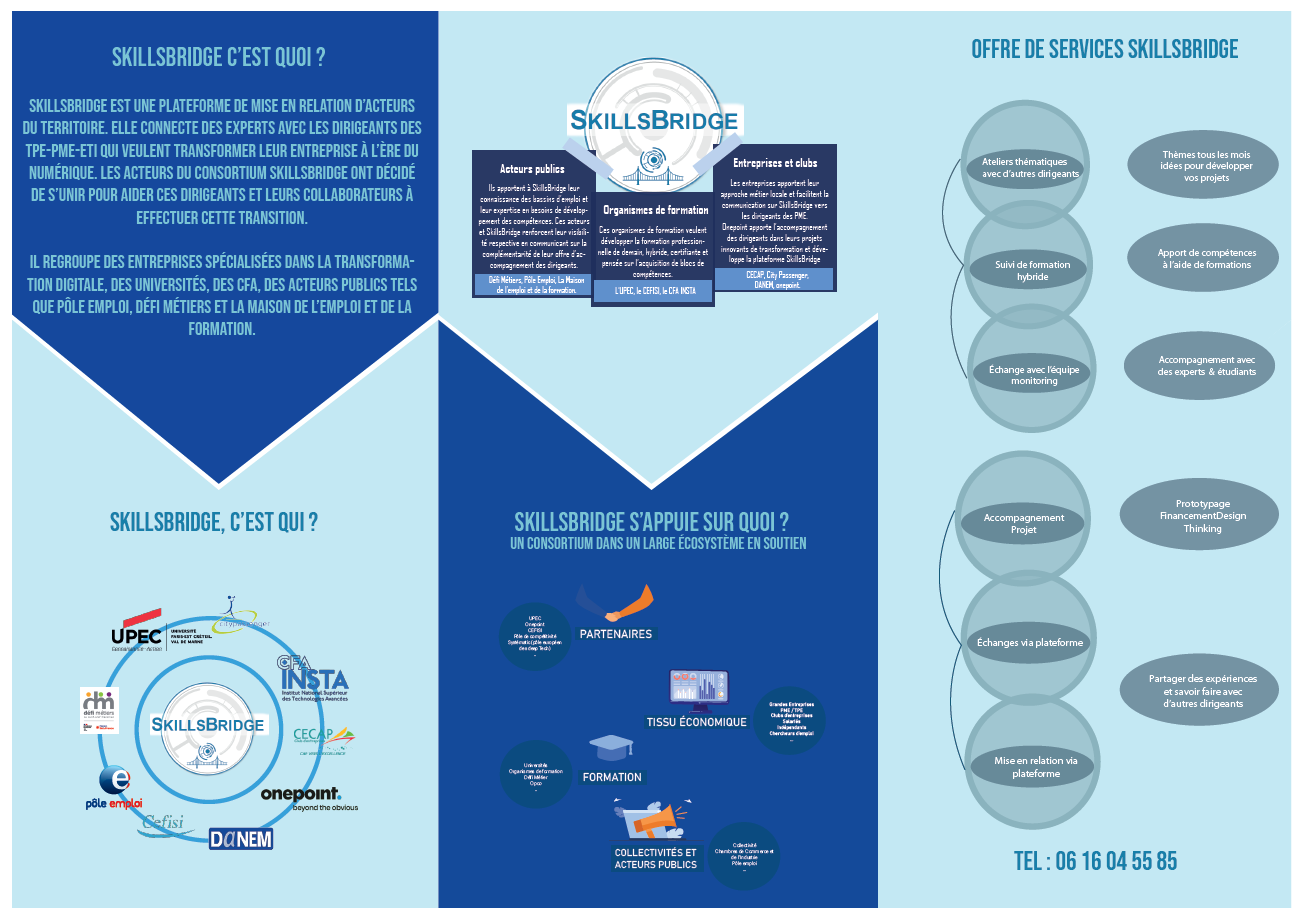 SKILLSBRIDGE C'EST QUOI ?
SKILLSBRIDGE EST UNE PLATEFORME DE MISE EN RELATION D'ACTEURS
DU TERRITOIRE. ELLE CONNECTE DES EXPERTS AVEC LES DIRIGEANTS DES
TPE-PME-ETI QUI VEULENT TRANSFORMER LEUR ENTREPRISE À L'ÈRE DU
NUMÉRIQUE. LES ACTEURS DU CONSORTIUM SKILLSBRIDGE ONT DÉCIDÉ
DE S'UNIR POUR AIDER CES DIRIGEANTS ET LEURS COLLABORATEURS À
EFFECTUER CETTE TRANSITION.
IL REGROUPE DES ENTREPRISES SPÉCIALISÉES DANS LA TRANSFORMA-
TION DIGITALE, DES UNIVERSITÉS, DES CFA, DES ACTEURS PUBLICS TELS
QUE PÔLE EMPLOI, DÉFI MÉTIERS ET LA MAISON DE L'EMPLOI ET DE LA
FORMATION.
SKILLSBRIDGE, C'EST QUI ?
UPEC
UNIVERSITÉ
PARIS-EST CRÉTEIL
VAL DE MARNE
Connaissance - Action
citypassenger
CFA
INSTA
Institut National Supérieur
des Technologies Avancées
défi métiers
SKILLSBRIDGE
CECAP
pôle emploi
onepoint.
beyond the obvious
Cefisi
DANEM
SKILLSBRIDGE
Acteurs publics
Ils apportent à SkillsBridge leur
connaissance des bassins d'emploi et
leur expertise en besoins de dévelop-
pement des compétences. Ces acteurs
et SkillsBridge renforcent leur visibili-
té respective en communicant sur la
complémentarité de leur offre d'ac-
compagnement des dirigeants.
Défi Métiers, Pôle Emploi, La Maison
de l'emploi et de la formation.
Organismes de formation
Ces organismes de formation veulent
développer la formation profession-
nelle de demain, hybride, certifiante et
pensée sur l'acquisition de blocs de
compétences.
L'UPEC, le CEFISI, le CFA INSTA
Entreprises et clubs
Les entreprises apportent leur
approche métier locale et facilitent la
communication sur SkillsBridge vers
les dirigeants des PME.
Onepoint apporte l'accompagnement
des dirigeants dans leurs projets
innovants de transformation et déve-
loppe la plateforme SkillsBridge
CECAP, City Passenger,
DANEM, onepoint.
SKILLSBRIDGE S'APPUIE SUR QUOI ?
UN CONSORTIUM DANS UN LARGE ÉCOSYSTÈME EN SOUTIEN
UPEC
Onepoint
CEFISI
Pôle de compétitivité
Systématic (pôle européen
des deep Tech)
...
PARTENAIRES
TISSU ÉCONOMIQUE
Grandes Entreprises
PME / TPE
Clubs d'entreprises
Salariés
Indépendants
Chercheurs d'emploi
...
Universités
Organismes de formation
Défi Métier
Opco
...
FORMATION
COLLECTIVITÉS ET
ACTEURS PUBLICS
Collectivité
Chambres de Commerce et
de l'Industrie
Pôle emploi
...
OFFRE DE SERVICES SKILLSBRIDGE
Ateliers thématiques
avec d'autres dirigeants
Thèmes tous les mois
idées pour développer
vos projets
Suivi de formation
hybride
Apport de compétences
à l'aide de formations
Échange avec l'équipe
monitoring
Accompagnement avec
des experts & étudiants
Accompagnement
Projet
Prototypage
FinancementDesign
Thinking
Échanges via plateforme
Partager des expériences
et savoir faire avec
d'autres dirigeants
Mise en relation via
plateforme
TEL : 06 16 04 55 85